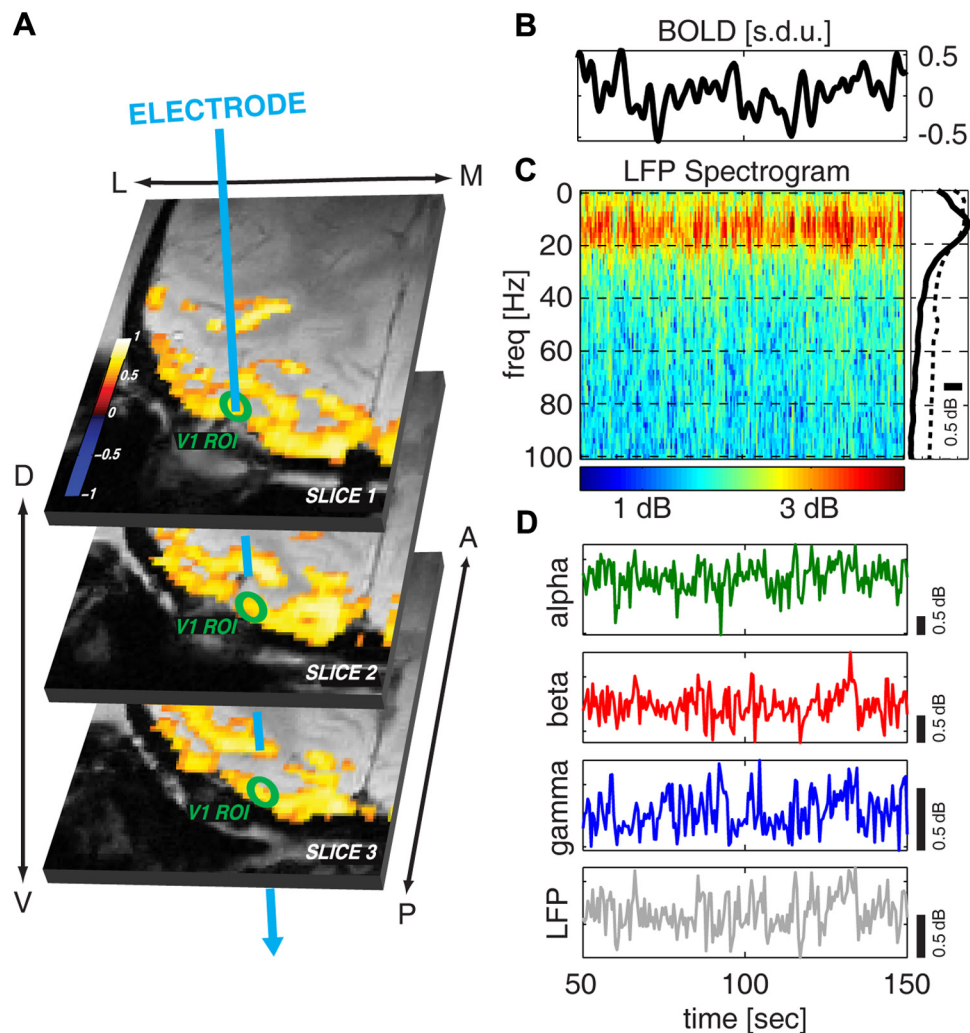 A
ELECTRODE
L
M
1
0.5
0
-0.5
-1
V1 ROI
SLICE 1
D
A
V1 ROI
SLICE 2
V1 ROI
SLICE 3
V
P
B
BOLD [s.d.u.]
0.5
0
-0.5
C
LFP Spectrogram
0
20
40
60
80
100
freq [Hz]
0.5 dB
1 dB
3 dB
D
alpha
0.5 dB
beta
0.5 dB
gamma
0.5 dB
LFP
0.5 dB
50
100
150
time [sec]